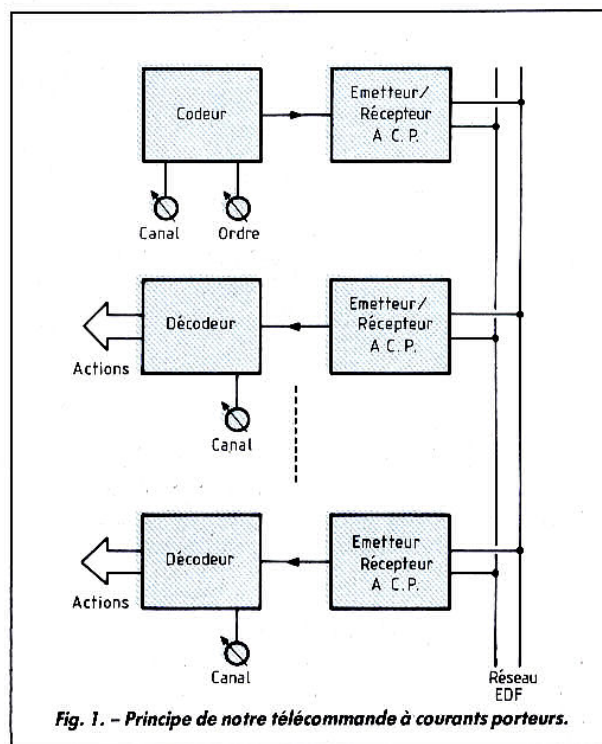 Codeur
Emetteur/
Récepteur
A C.P.
Canal
Ordre
Décodeur
Emetteur/
Récepteur
A C.P.
Actions
Canal
Décodeur
Emetteur
Récepteur
A C.P.
Actions
Canal
Réseau
EDF
Fig. 1. – Principe de notre télécommande à courants porteurs.